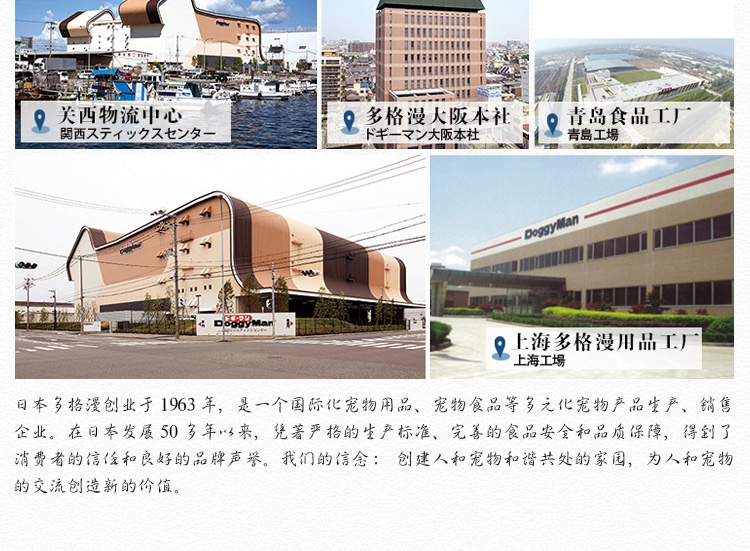 关西物流中心
関西スティックスセンター
多格漫大阪本社
ドギーマン大阪本社
青岛食品工厂
青島工場
DoggyMan
DoggyMan
上海多格漫用品工厂
上海工場
日本多格漫创业于 1963 年，是一个国际化宠物用品、宠物食品等多元化宠物产品生产、销售
企业。在日本发展 50 多年以来，凭著严格的生产标准、完善的食品安全和品质保障，得到了
消费者的信任和良好的品牌声誉。我们的信念： 创建人和宠物和谐共处的家园，为人和宠物
的交流创造新的价值。